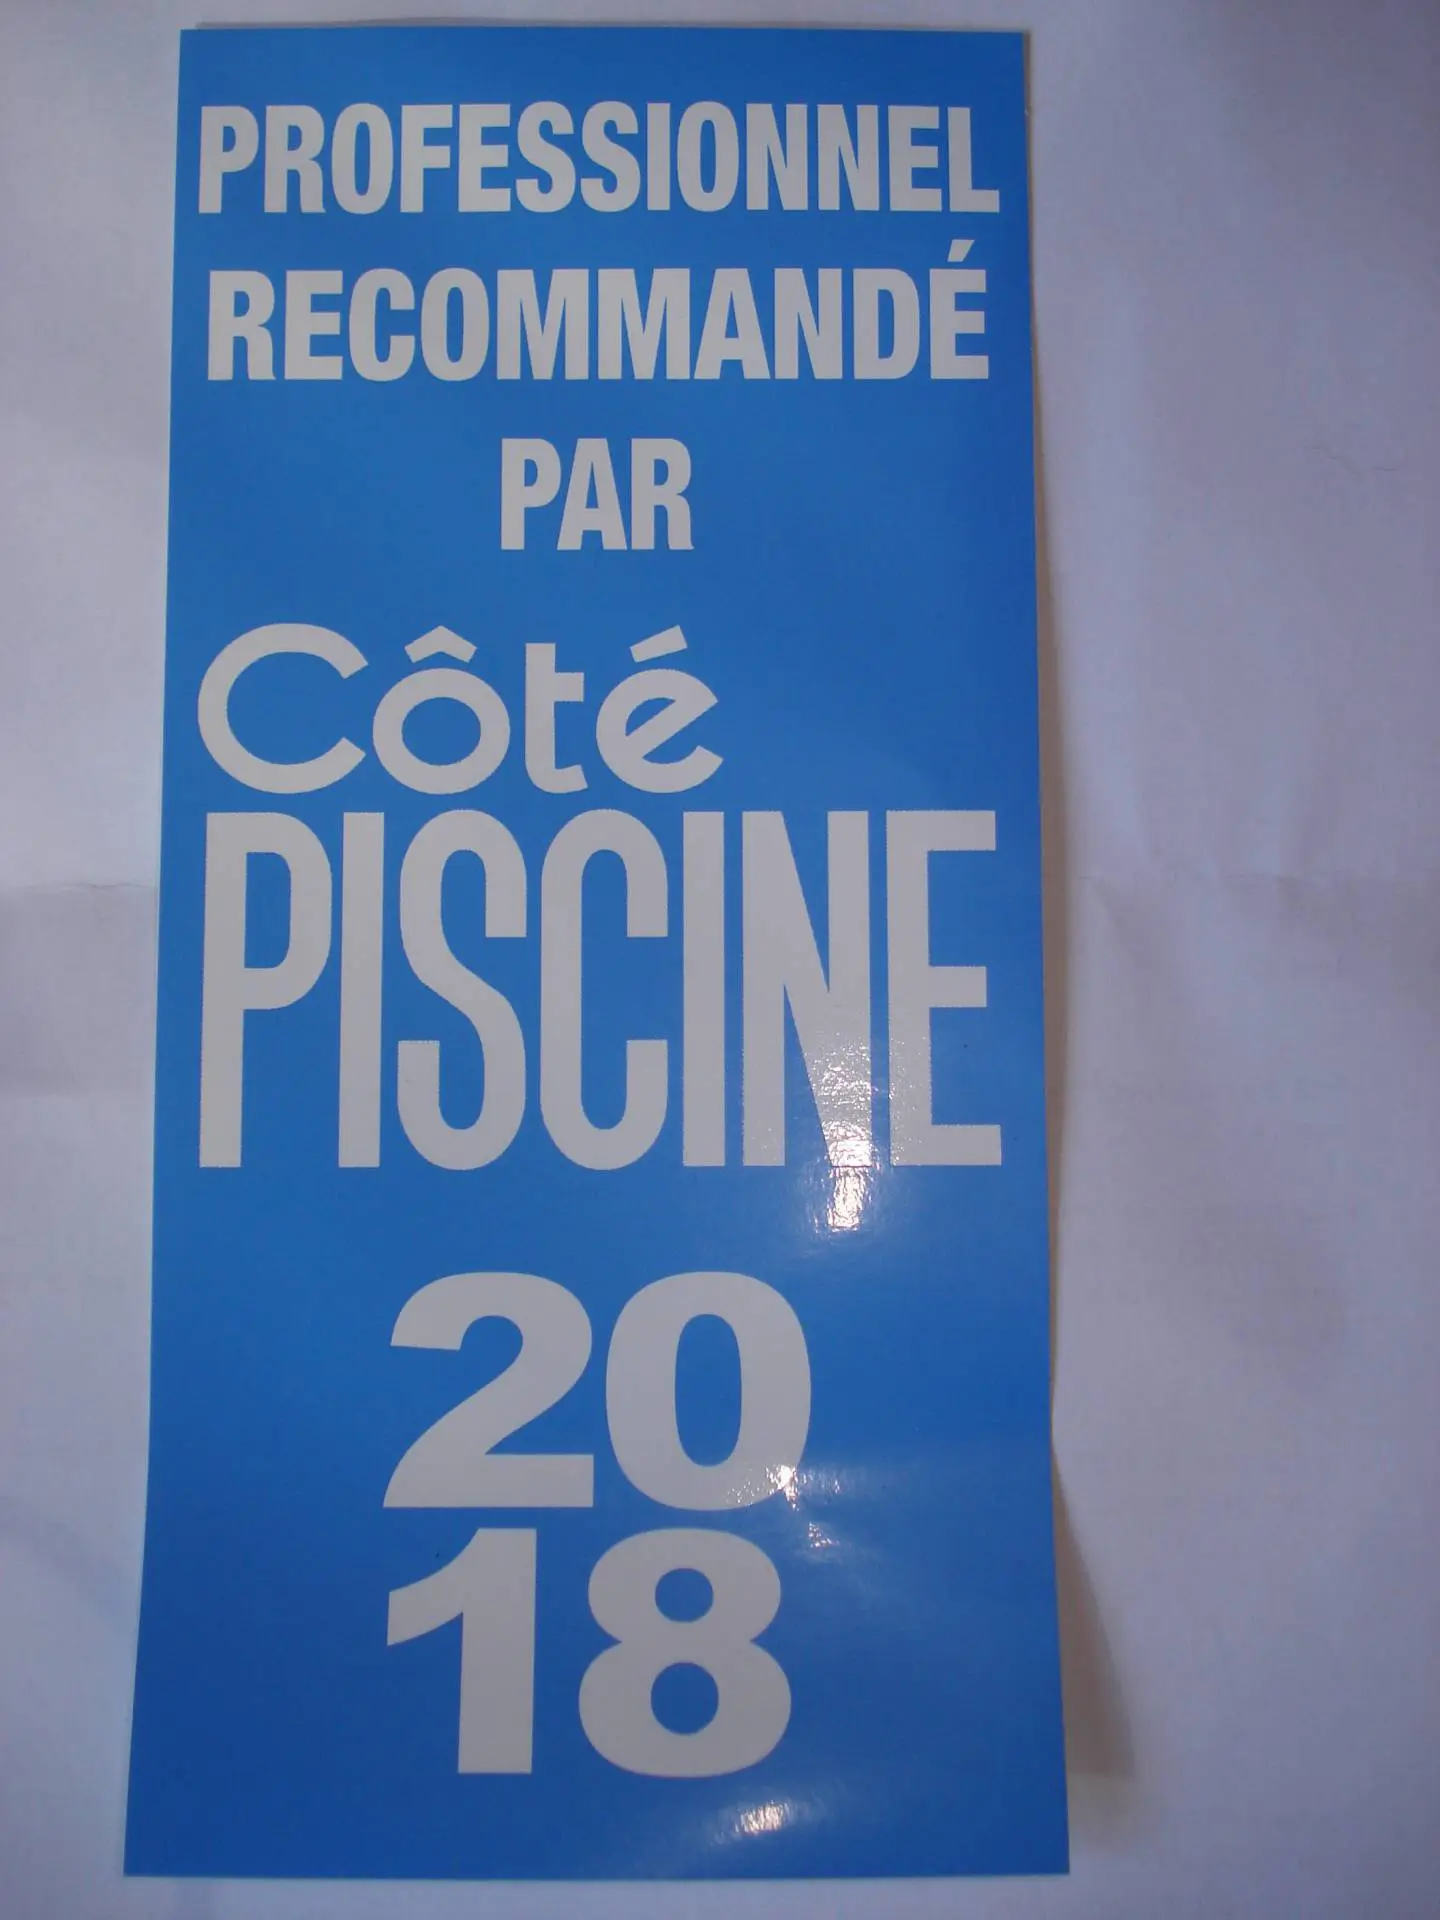 PROFESSIONNEL
RECOMMANDÉ
PAR
Côté
PISCINE
20
18